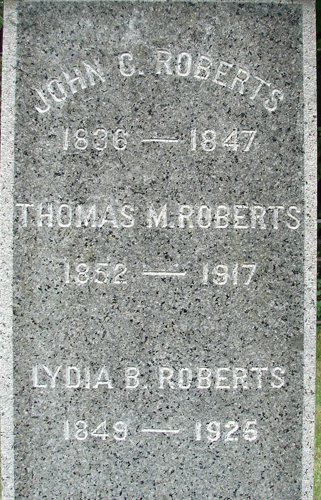 JOHN C. ROBERTS
1836 — 1847
THOMAS M. ROBERTS
1852 — 1917
LYDIA B. ROBERTS
1849 — 1925